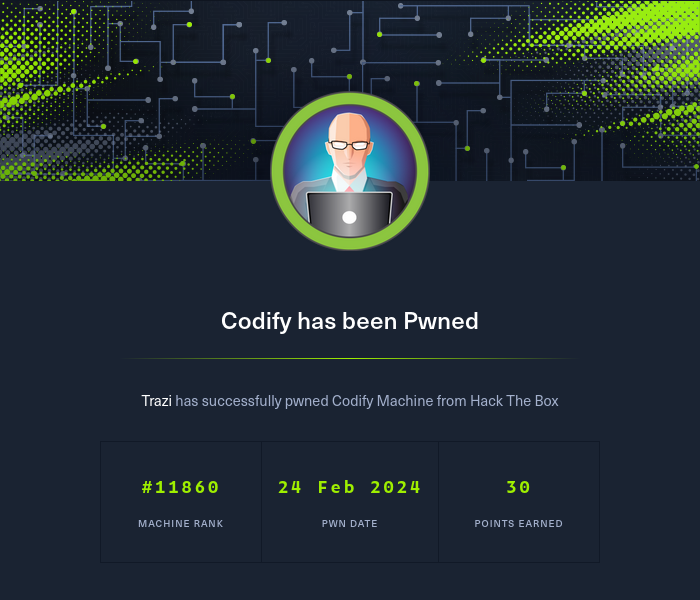 Codify has been Pwned
Trazi has successfully pwned Codify Machine from Hack The Box
#11860
24 Feb 2024
30
MACHINE RANK
PWN DATE
POINTS EARNED